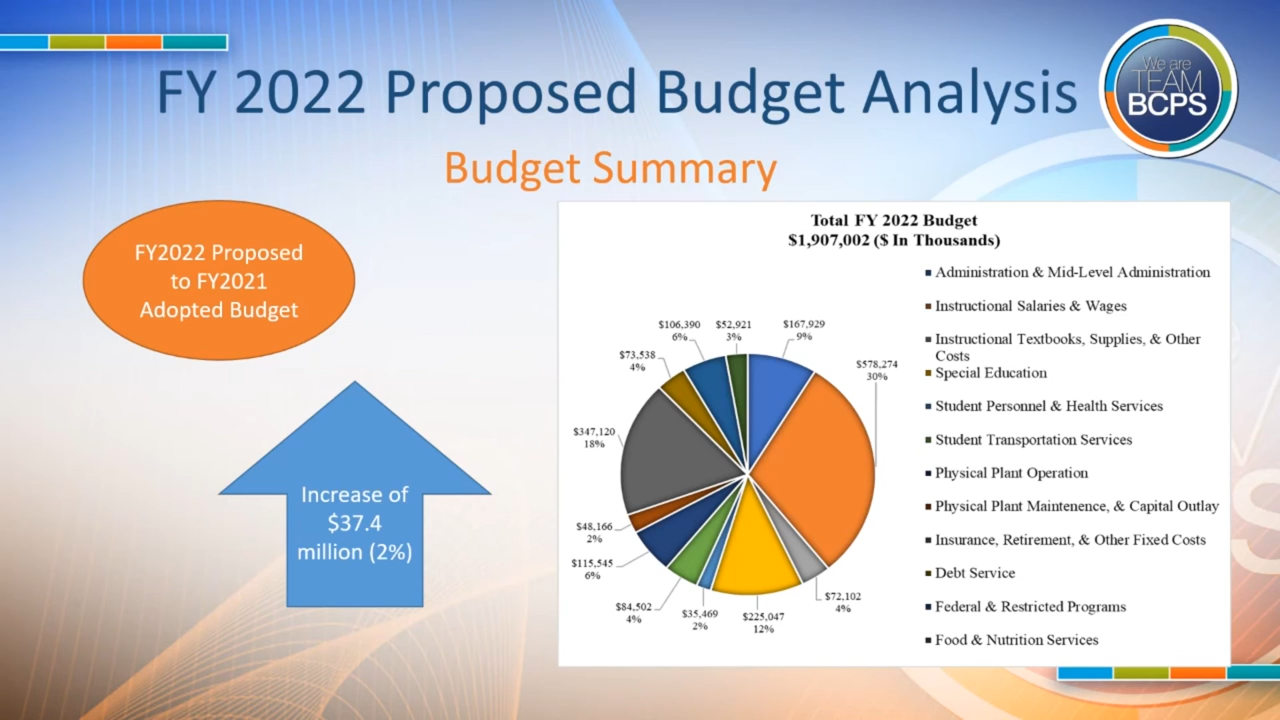 FY 2022 Proposed Budget Analysis
We are
TEAM
BCPS
Budget Summary
FY2022 Proposed
to FY2021
Adopted Budget
Increase of
$37.4
million (2%)
Total FY 2022 Budget
$1,907,002 ($ In Thousands)
$167,929
9%
$578,274
30%
$72,102
4%
$225,047
12%
$35,469
2%
$84,502
4%
$115,545
6%
$48,166
2%
$347,120
18%
$73,538
4%
$106,390
6%
$52,921
3%
Administration & Mid-Level Administration
Instructional Salaries & Wages
Instructional Textbooks, Supplies, & Other
Costs
Special Education
Student Personnel & Health Services
Student Transportation Services
Physical Plant Operation
Physical Plant Maintenence, & Capital Outlay
Insurance, Retirement, & Other Fixed Costs
Debt Service
Federal & Restricted Programs
Food & Nutrition Services